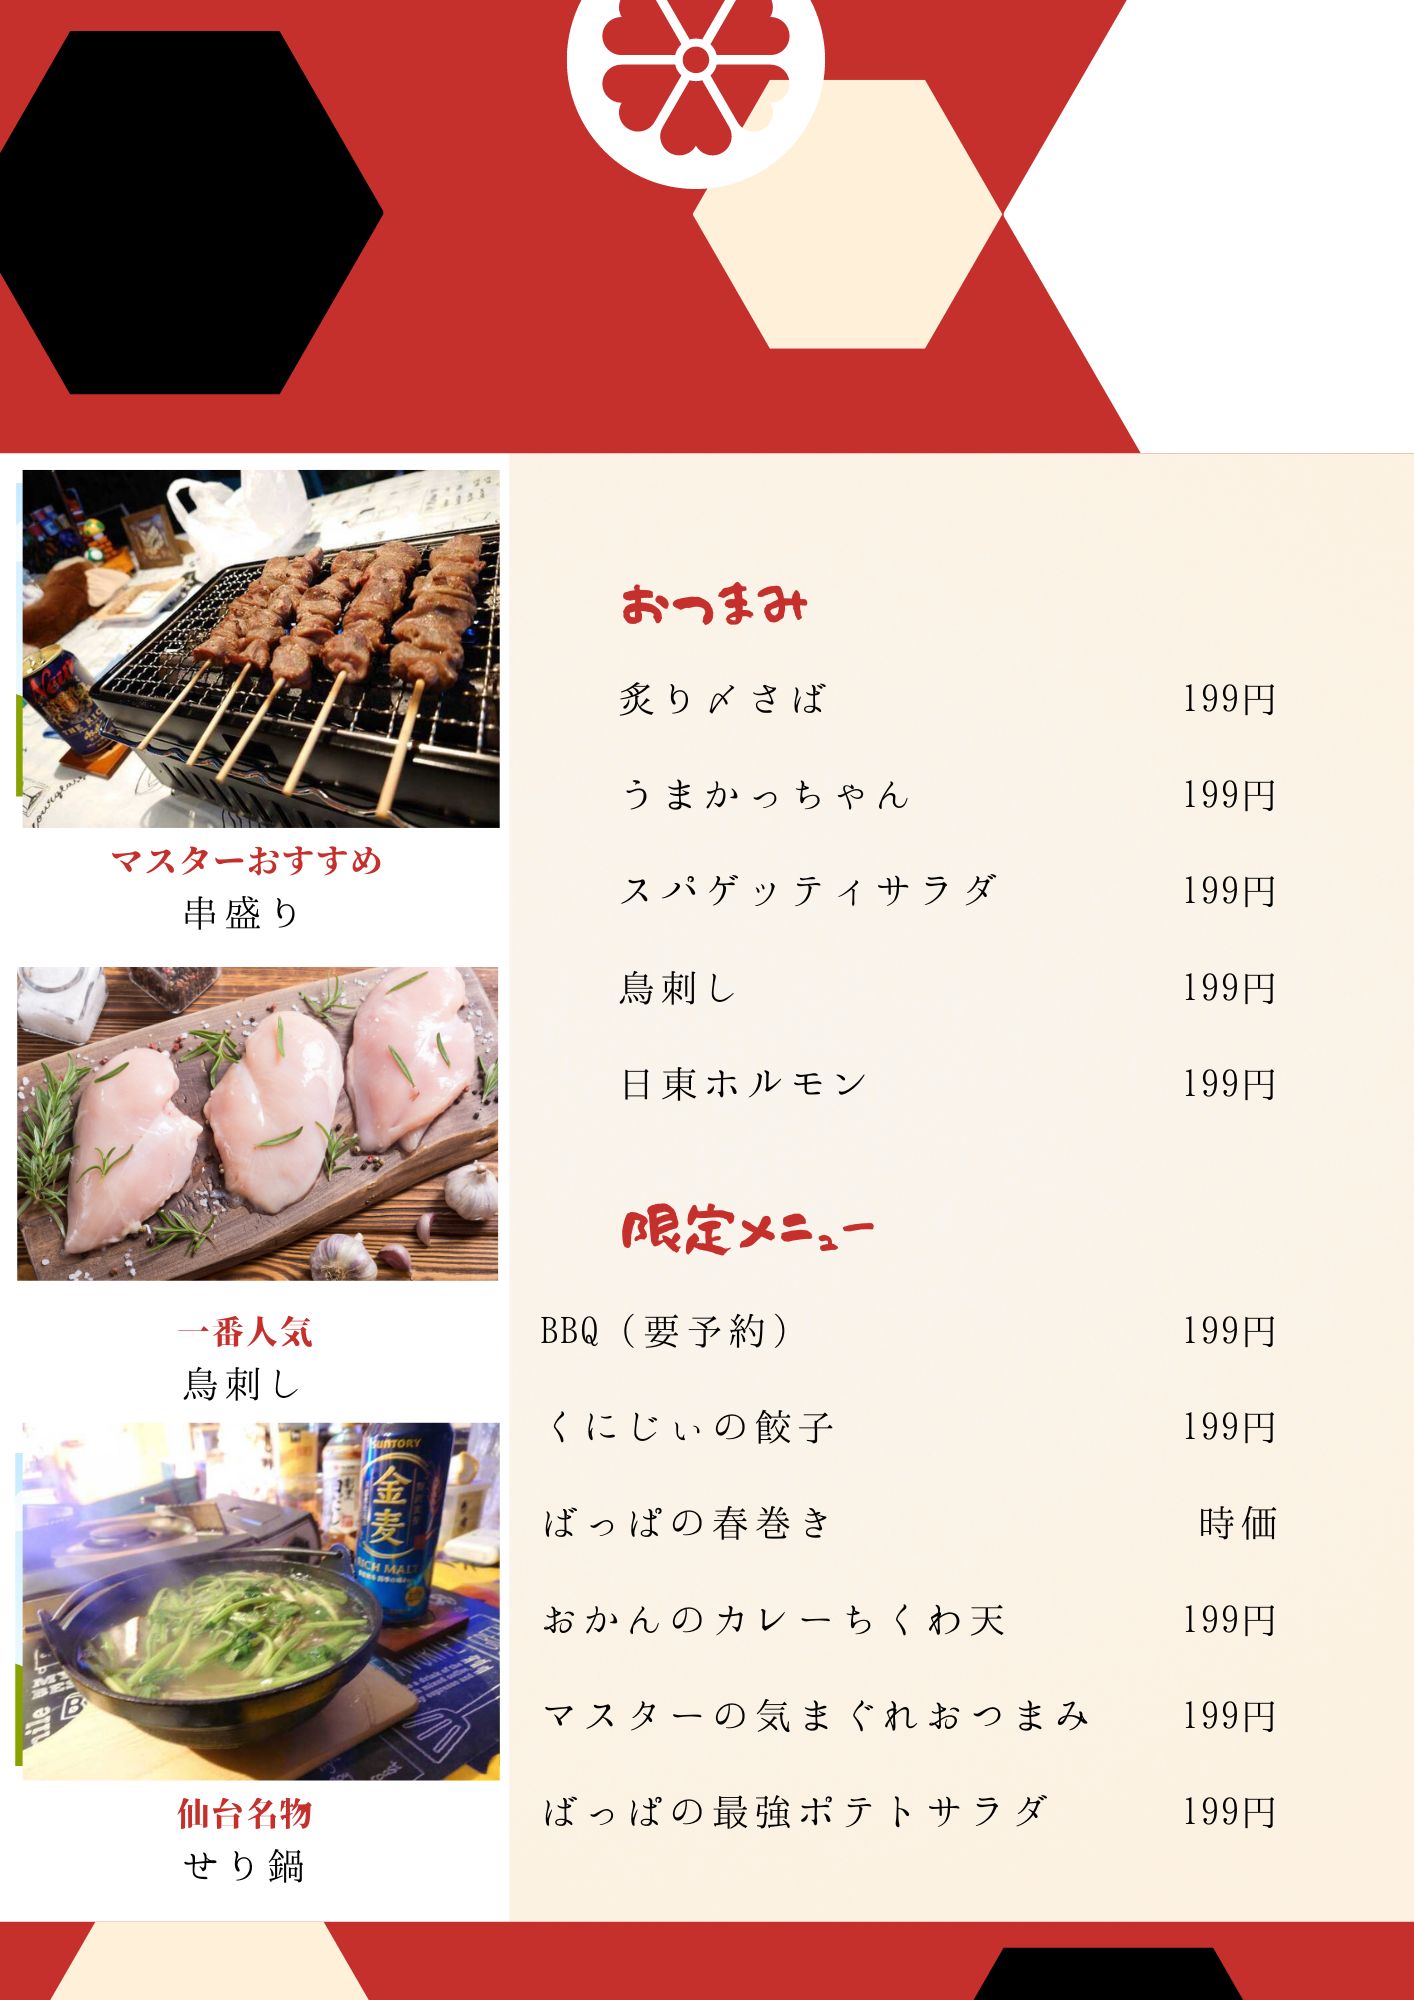 マスターおすすめ
串盛り
一番人気
鳥刺し
SUNTORY
金麦
RICH MALT
仙台名物
せり鍋
おつまみ
炙り〆さば 199円
うまかっちゃん 199円
スパゲッティサラダ 199円
鳥刺し 199円
日東ホルモン 199円
限定メニュー
BBQ（要予約） 199円
くにじぃの餃子 199円
ばっぱの春巻き 時価
おかんのカレーちくわ天 199円
マスターの気まぐれおつまみ 199円
ばっぱの最強ポテトサラダ 199円